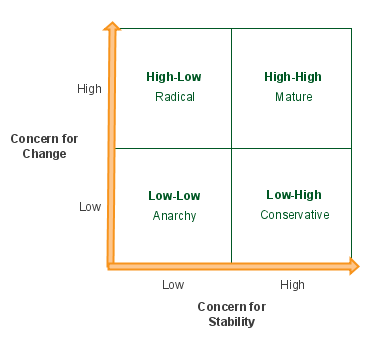 High-Low
Radical
High-High
Mature
High
Concern for
Change
Low-Low
Anarchy
Low-High
Conservative
Low
Low
High
Concern for
Stability